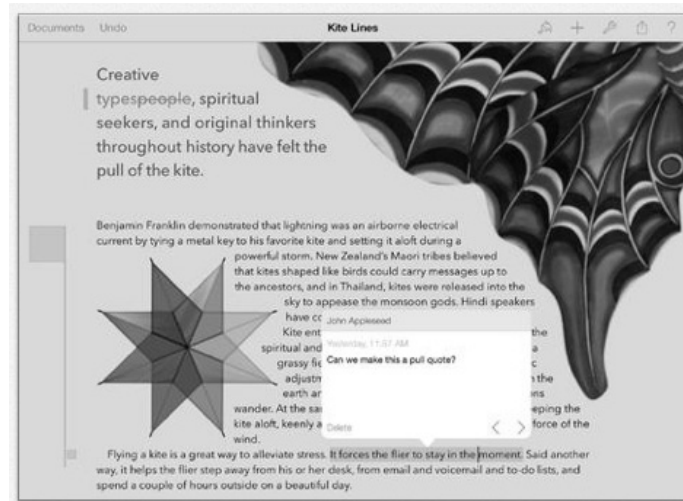 Documents Undo Kite Lines ?
Creative
typespeople, spiritual
seekers, and original thinkers
throughout history have felt the
pull of the kite.
Benjamin Franklin demonstrated that lightning was an airborne electrical
current by tying a metal key to his favorite kite and setting it aloft during a
powerful storm. New Zealand's Maori tribes believed
that kites shaped like birds could carry messages up to
the ancestors, and in Thailand, kites were released into the
sky to appease the monsoon gods. Hindi speakers
have
Kite the
spiritual and a
grassy
the
earth
wander. At the eping the
kite aloft, keenly force of the
wind.
John Appleseed
Yesterday, 11:57 AM
Can we make this a pull quote?
Delete
Flying a kite is a great way to alleviate stress. It forces the flier to stay in the moment. Said another
way, it helps the flier step away from his or her desk, from email and voicemail and to-do lists, and
spend a couple of hours outside on a beautiful day.